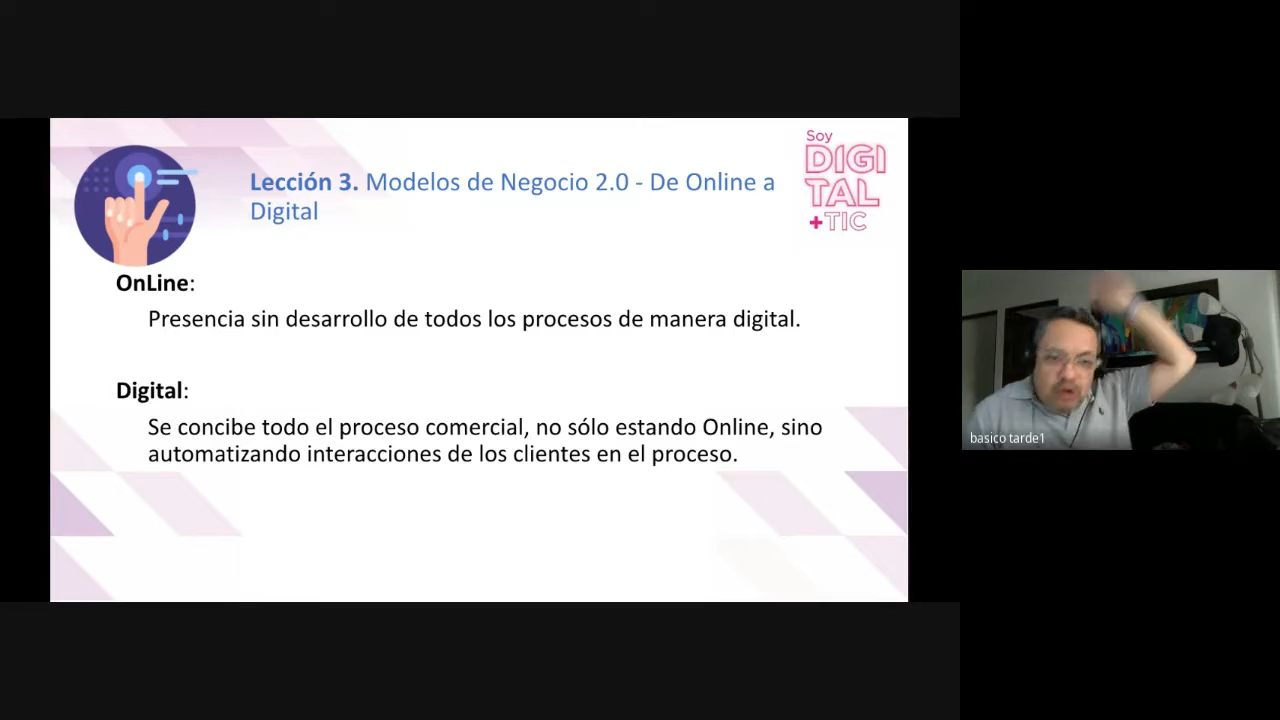 Soy
DIGI
TAL
+TIC
Lección 3. Modelos de Negocio 2.0 - De Online a
Digital
OnLine:
Presencia sin desarrollo de todos los procesos de manera digital.
Digital:
Se concibe todo el proceso comercial, no sólo estando Online, sino
automatizando interacciones de los clientes en el proceso.
basico tarde1